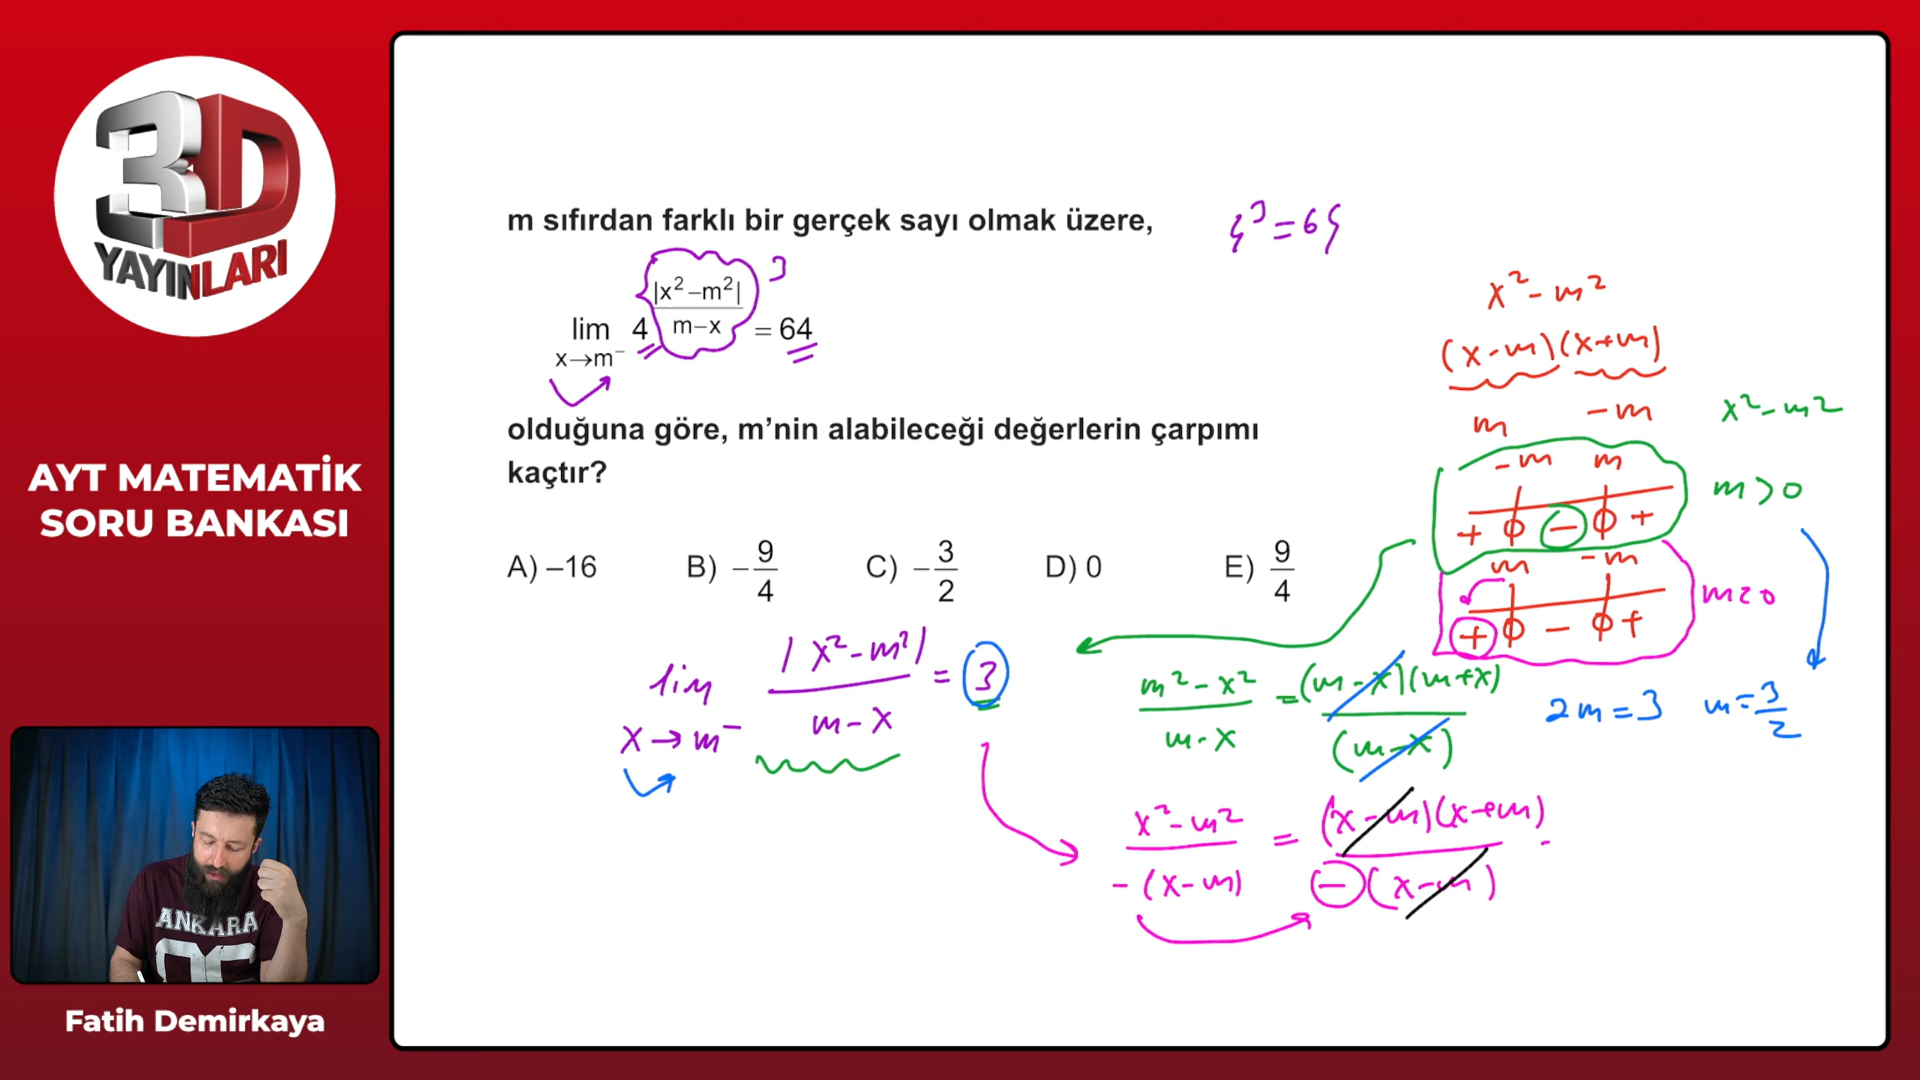 3D
YAYINLARI
AYT MATEMATİK
SORU BANKASI
ANKARA
Fatih Demirkaya
m sıfırdan farklı bir gerçek sayı olmak üzere,
4³ = 64
lim x→m⁻ 4^(|x²−m²| / m−x) = 64
3
olduğuna göre, m’nin alabileceği değerlerin çarpımı
kaçtır?
A) –16 B) −9/4 C) −3/2 D) 0 E) 9/4
lim x→m⁻ |x²−m²| / m−x = 3
x²−m²
(x−m)(x+m)
m −m
x²−m²
−m m
+ − + m>0
m −m
+ − + m<0
m²−x² / m−x = (m−x)(m+x) / (m−x)
2m=3 m=3/2
x²−m² / −(x−m) = (x−m)(x+m) / −(x−m)